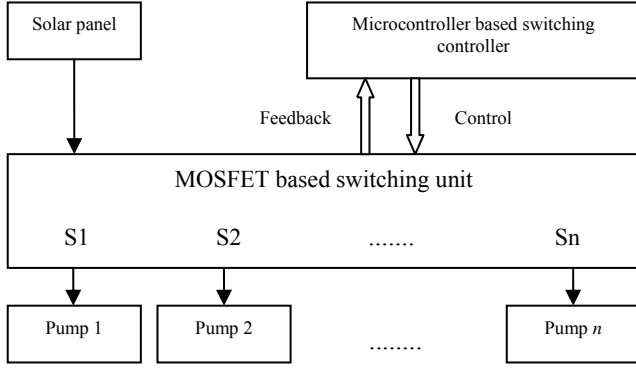 Solar panel
Microcontroller based switching
controller
Feedback
Control
MOSFET based switching unit
S1 S2 ....... Sn
Pump 1 Pump 2 ........ Pump n